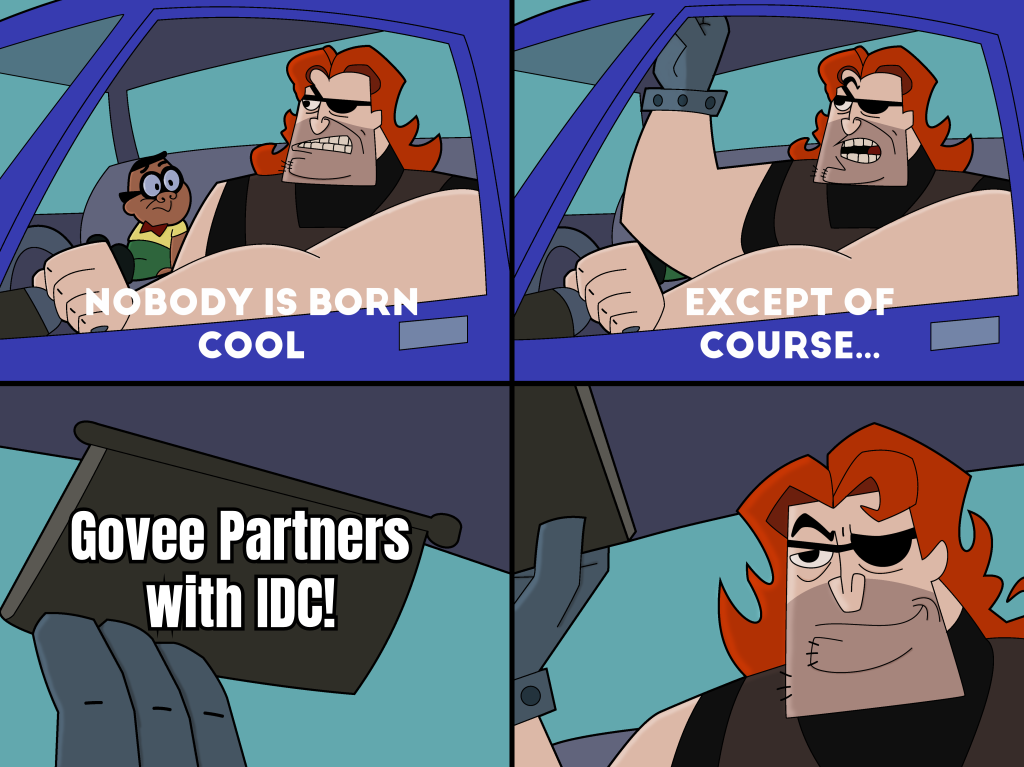 NOBODY IS BORN
COOL
EXCEPT OF
COURSE...
Govee Partners
with IDC!